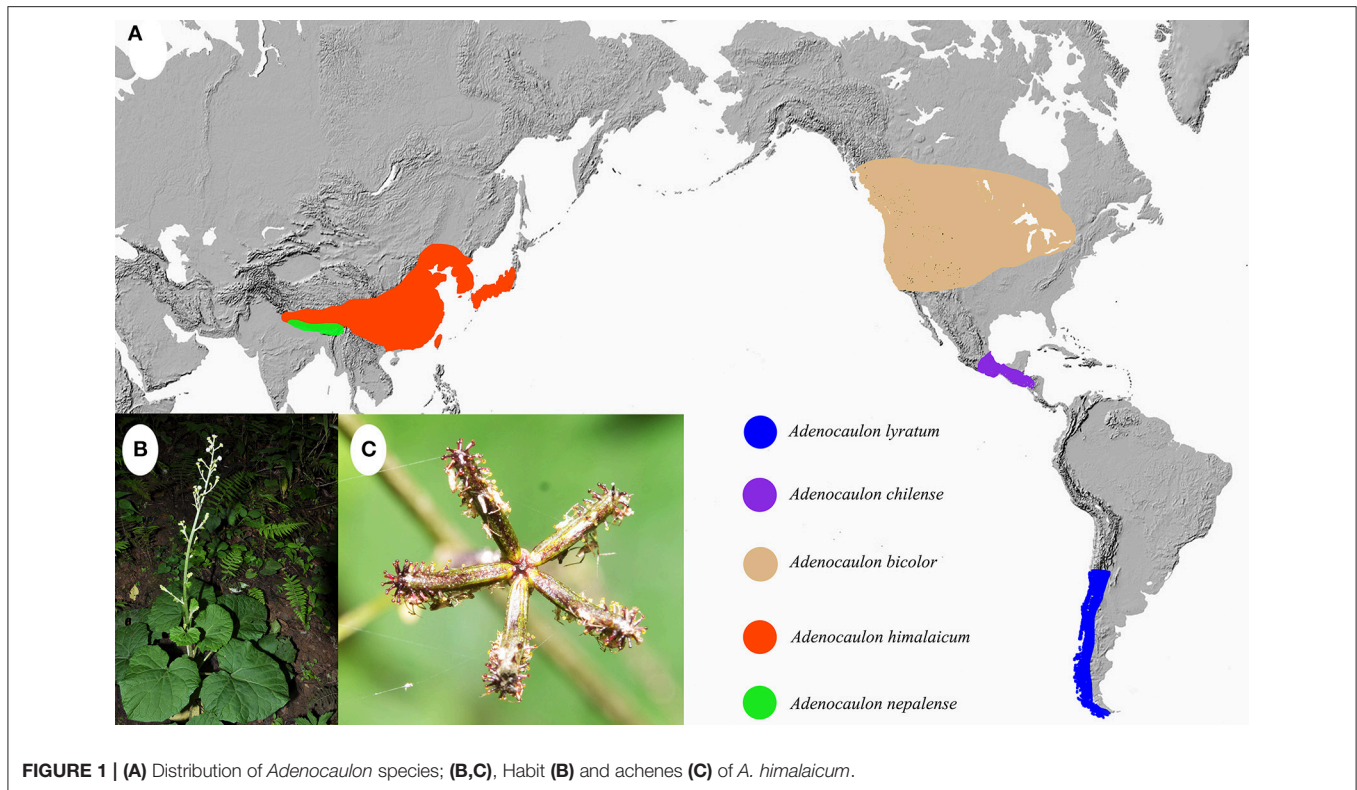 A
B
C
Adenocaulon lyratum
Adenocaulon chilense
Adenocaulon bicolor
Adenocaulon himalaicum
Adenocaulon nepalense
FIGURE 1 | (A) Distribution of Adenocaulon species; (B,C), Habit (B) and achenes (C) of A. himalaicum.